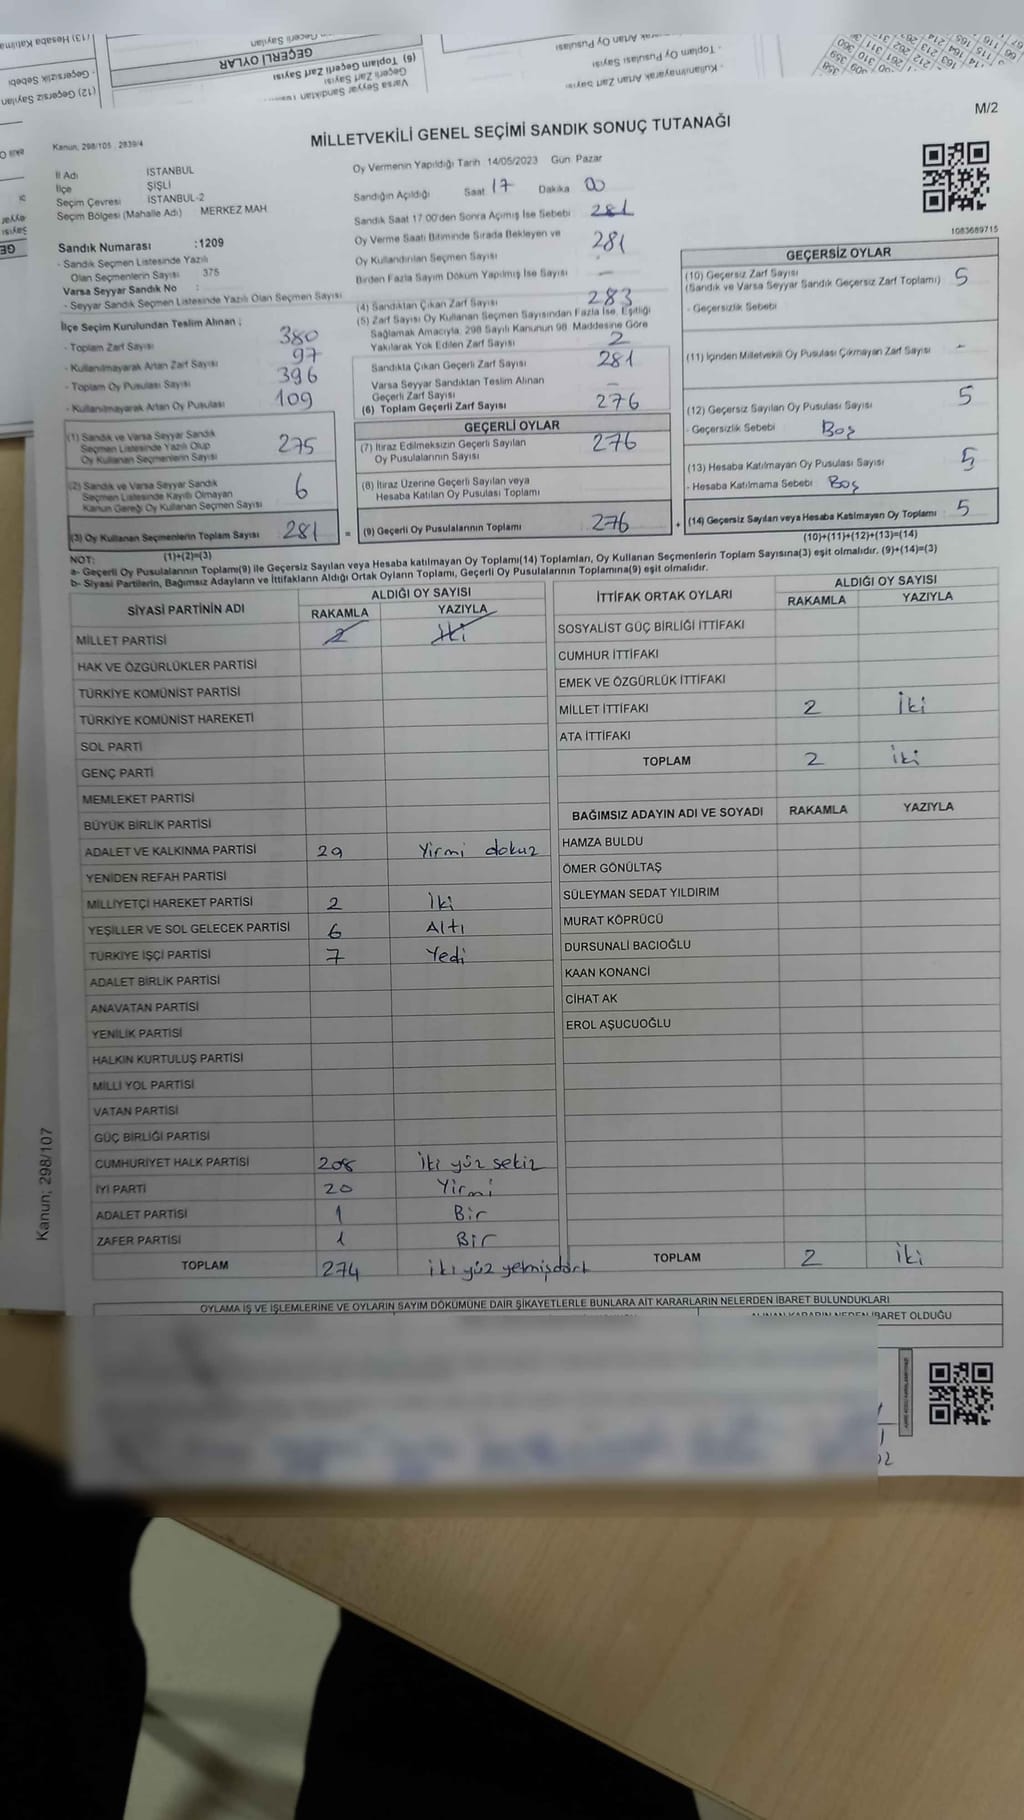 M/2
Kanun, 298/105 , 2839/4
MİLLETVEKİLİ GENEL SEÇİMİ SANDIK SONUÇ TUTANAĞI
İl Adı İSTANBUL
İlçe ŞİŞLİ
Seçim Çevresi İSTANBUL-2
Seçim Bölgesi (Mahalle Adı) MERKEZ MAH.
Sandık Numarası :1209
- Sandık Seçmen Listesinde Yazılı
Olan Seçmenlerin Sayısı 375
Varsa Seyyar Sandık No :
- Seyyar Sandık Seçmen Listesinde Yazılı Olan Seçmen Sayısı
İlçe Seçim Kurulundan Teslim Alınan ;
- Toplam Zarf Sayısı 380
- Kullanılmayarak Artan Zarf Sayısı 97
- Toplam Oy Pusulası Sayısı 396
- Kullanılmayarak Artan Oy Pusulası 109
(1) Sandık ve Varsa Seyyar Sandık
Seçmen Listesinde Yazılı Olup
Oy Kullanan Seçmenlerin Sayısı 275
(2) Sandık ve Varsa Seyyar Sandık
Seçmen Listesinde Kayıtlı Olmayan
Kanun Gereği Oy Kullanan Seçmen Sayısı 6
(3) Oy Kullanan Seçmenlerin Toplam Sayısı 281 =
(1)+(2)=(3)
Oy Vermenin Yapıldığı Tarih 14/05/2023 Gün Pazar
Sandığın Açıldığı Saat 17 Dakika 00
Sandık Saat 17:00'den Sonra Açılmış İse Sebebi 281
Oy Verme Saati Bitiminde Sırada Bekleyen ve
Oy Kullandırılan Seçmen Sayısı 281
Birden Fazla Sayım Döküm Yapılmış İse Sayısı -
(4) Sandıktan Çıkan Zarf Sayısı 283
(5) Zarf Sayısı Oy Kullanan Seçmen Sayısından Fazla İse, Eşitliği
Sağlamak Amacıyla, 298 Sayılı Kanunun 98. Maddesine Göre
Yakılarak Yok Edilen Zarf Sayısı 2
Sandıkta Çıkan Geçerli Zarf Sayısı 281
Varsa Seyyar Sandıktan Teslim Alınan
Geçerli Zarf Sayısı -
(6) Toplam Geçerli Zarf Sayısı 276
GEÇERLİ OYLAR
(7) İtiraz Edilmeksizin Geçerli Sayılan
Oy Pusulalarının Sayısı 276
(8) İtiraz Üzerine Geçerli Sayılan veya
Hesaba Katılan Oy Pusulası Toplamı
(9) Geçerli Oy Pusulalarının Toplamı 276 +
1083689715
GEÇERSİZ OYLAR
(10) Geçersiz Zarf Sayısı
(Sandık ve Varsa Seyyar Sandık Geçersiz Zarf Toplamı) 5
- Geçersizlik Sebebi
(11) İçinden Milletvekili Oy Pusulası Çıkmayan Zarf Sayısı -
(12) Geçersiz Sayılan Oy Pusulası Sayısı 5
- Geçersizlik Sebebi Boş
(13) Hesaba Katılmayan Oy Pusulası Sayısı 5
- Hesaba Katılmama Sebebi Boş
(14) Geçersiz Sayılan veya Hesaba Katılmayan Oy Toplamı 5
(10)+(11)+(12)+(13)=(14)
NOT:
a- Geçerli Oy Pusulalarının Toplamı(9) ile Geçersiz Sayılan veya Hesaba katılmayan Oy Toplamı(14) Toplamları, Oy Kullanan Seçmenlerin Toplam Sayısına(3) eşit olmalıdır. (9)+(14)=(3)
b- Siyasi Partilerin, Bağımsız Adayların ve İttifakların Aldığı Ortak Oyların Toplamı, Geçerli Oy Pusulalarının Toplamına(9) eşit olmalıdır.
SİYASİ PARTİNİN ADI ALDIĞI OY SAYISI
RAKAMLA YAZIYLA
MİLLET PARTİSİ 2 İki
HAK VE ÖZGÜRLÜKLER PARTİSİ
TÜRKİYE KOMÜNİST PARTİSİ
TÜRKİYE KOMÜNİST HAREKETİ
SOL PARTİ
GENÇ PARTİ
MEMLEKET PARTİSİ
BÜYÜK BİRLİK PARTİSİ
ADALET VE KALKINMA PARTİSİ 29 Yirmi dokuz
YENİDEN REFAH PARTİSİ
MİLLİYETÇİ HAREKET PARTİSİ 2 İki
YEŞİLLER VE SOL GELECEK PARTİSİ 6 Altı
TÜRKİYE İŞÇİ PARTİSİ 7 Yedi
ADALET BİRLİK PARTİSİ
ANAVATAN PARTİSİ
YENİLİK PARTİSİ
HALKIN KURTULUŞ PARTİSİ
MİLLİ YOL PARTİSİ
VATAN PARTİSİ
GÜÇ BİRLİĞİ PARTİSİ
CUMHURİYET HALK PARTİSİ 208 İki yüz sekiz
İYİ PARTİ 20 Yirmi
ADALET PARTİSİ 1 Bir
ZAFER PARTİSİ 1 Bir
TOPLAM 274 iki yüz yetmişdört
İTTİFAK ORTAK OYLARI ALDIĞI OY SAYISI
RAKAMLA YAZIYLA
SOSYALİST GÜÇ BİRLİĞİ İTTİFAKI
CUMHUR İTTİFAKI
EMEK VE ÖZGÜRLÜK İTTİFAKI
MİLLET İTTİFAKI 2 İki
ATA İTTİFAKI
TOPLAM 2 iki
BAĞIMSIZ ADAYIN ADI VE SOYADI RAKAMLA YAZIYLA
HAMZA BULDU
ÖMER GÖNÜLTAŞ
SÜLEYMAN SEDAT YILDIRIM
MURAT KÖPRÜCÜ
DURSUNALİ BACIOĞLU
KAAN KONANCİ
CİHAT AK
EROL AŞUCUOĞLU
TOPLAM 2 iki
OYLAMA İŞ VE İŞLEMLERİNE VE OYLARIN SAYIM DÖKÜMÜNE DAİR ŞİKAYETLERLE BUNLARA AİT KARARLARIN NELERDEN İBARET BULUNDUKLARI
Kanun; 298/107